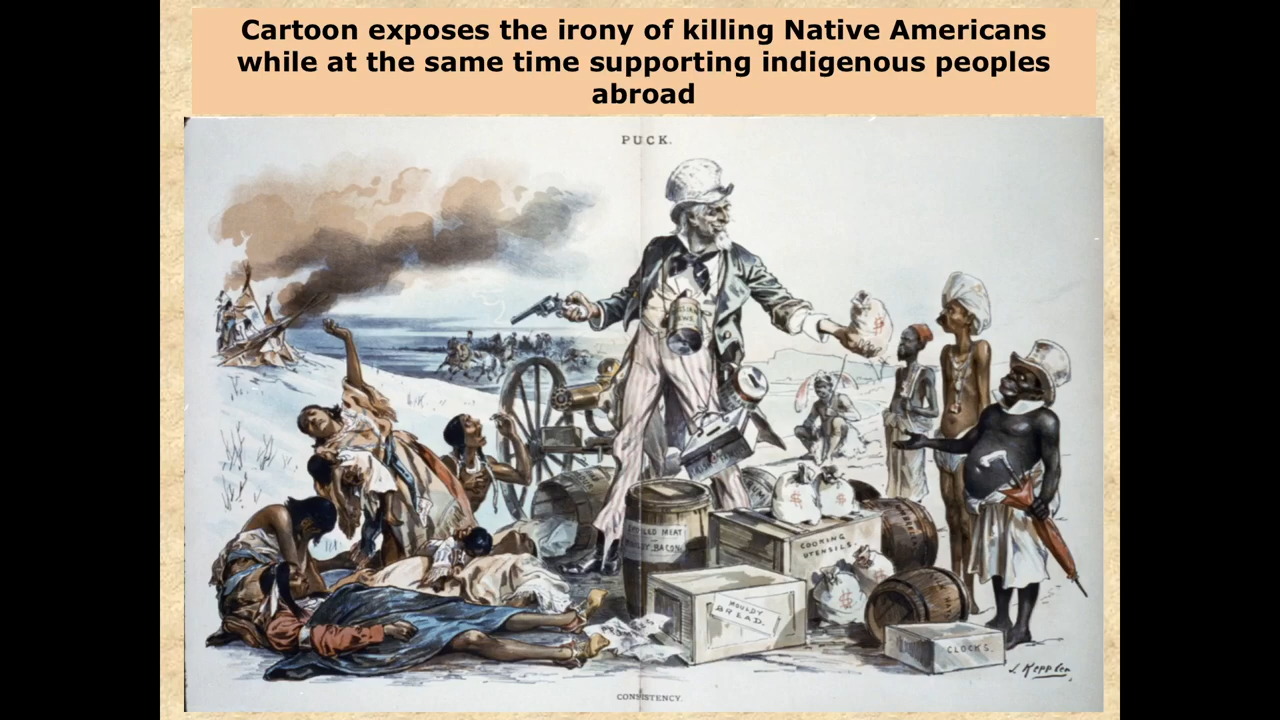 Cartoon exposes the irony of killing Native Americans
while at the same time supporting indigenous peoples
abroad
PUCK.
MEAT
BACON.
COOKING
UTENSILS.
MOULDY
BREAD.
CLOCKS.
J. Keppler
CONSISTENCY.